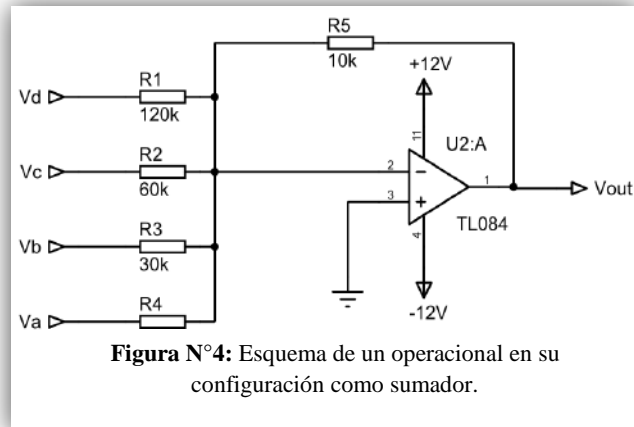 R5
10k
+12V
R1
Vd
120k
11
U2:A
R2
Vc
60k
2
−
3
+
1
Vout
TL084
4
R3
Vb
30k
R4
Va
-12V
Figura N°4: Esquema de un operacional en su
configuración como sumador.